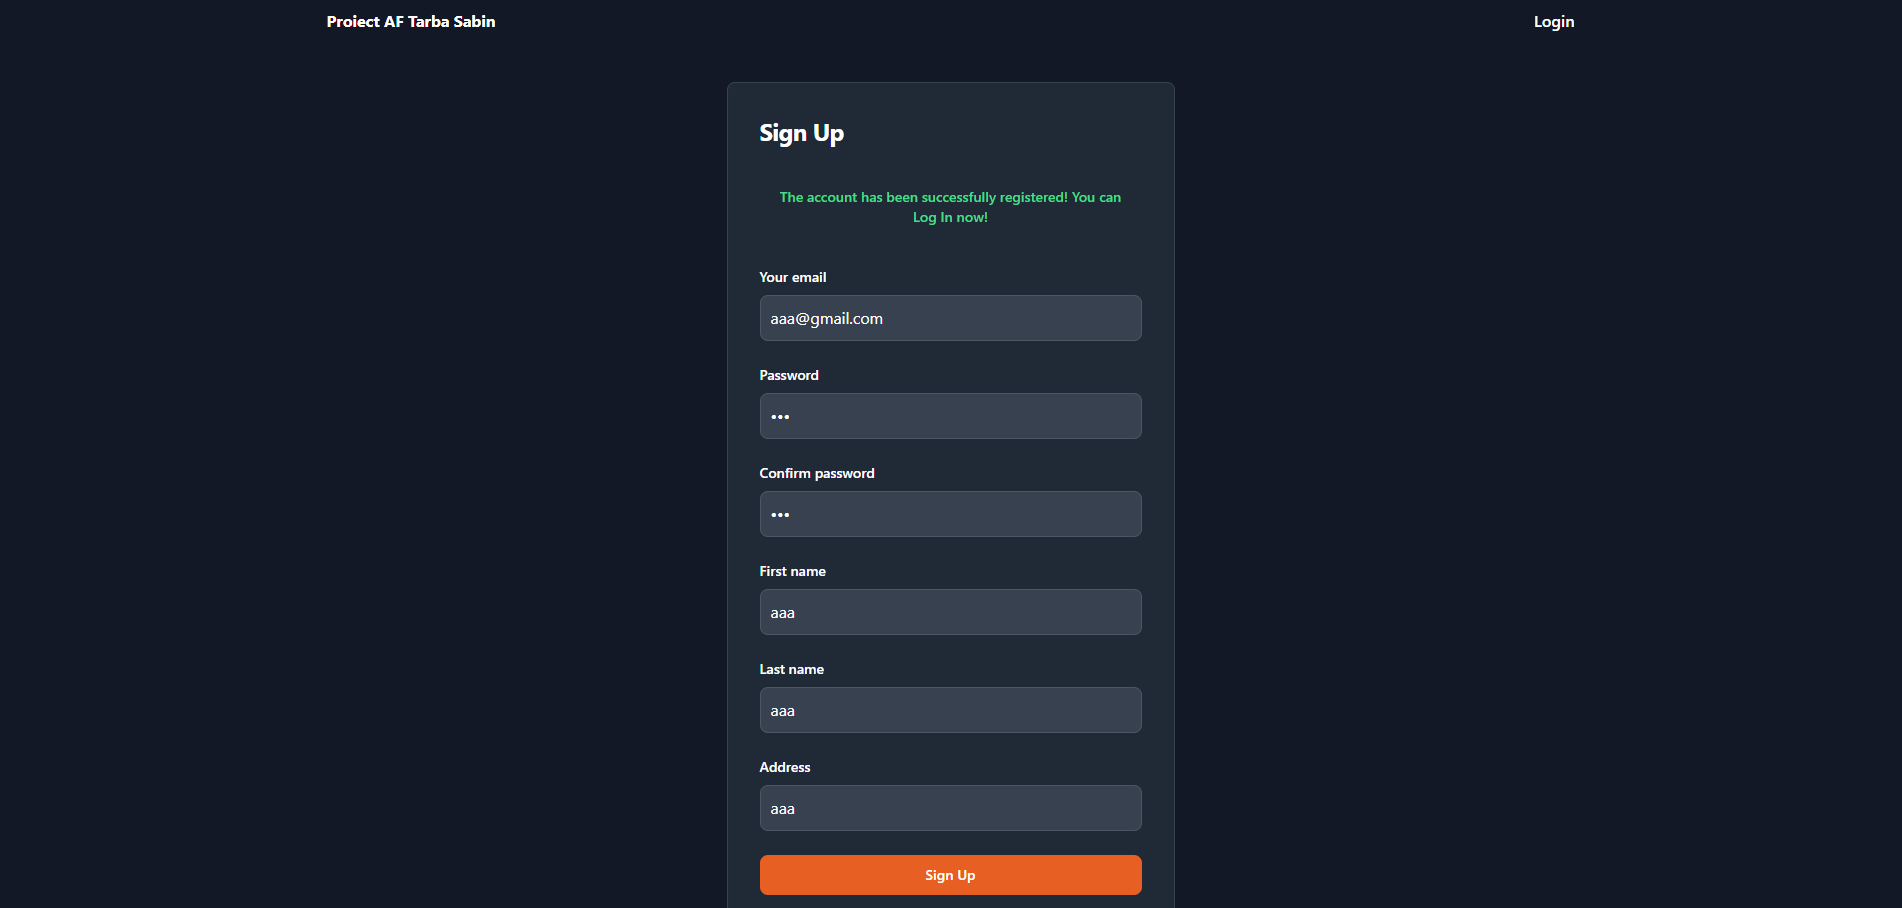 Proiect AF Tarba Sabin
Login
Sign Up
The account has been successfully registered! You can
Log In now!
Your email
aaa@gmail.com
Password
•••
Confirm password
•••
First name
aaa
Last name
aaa
Address
aaa
Sign Up